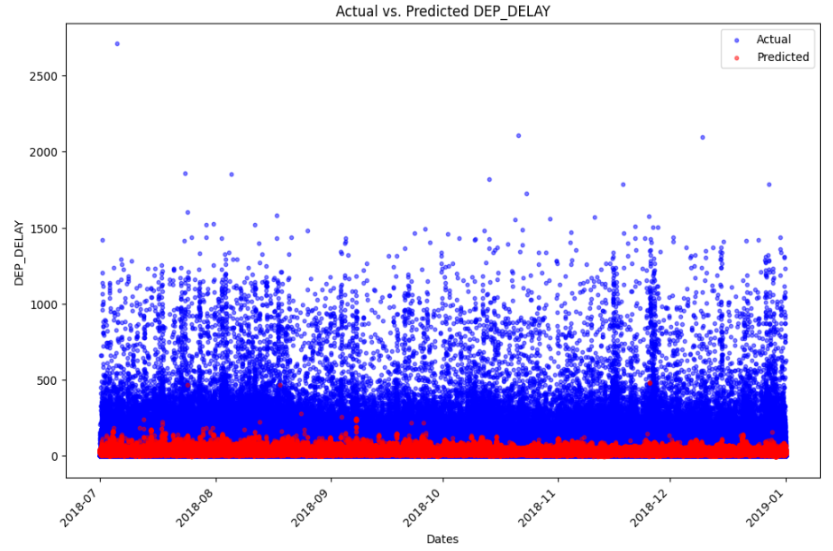 Actual vs. Predicted DEP_DELAY
Actual
Predicted
DEP_DELAY
2500
2000
1500
1000
500
0
2018-07
2018-08
2018-09
2018-10
2018-11
2018-12
2019-01
Dates